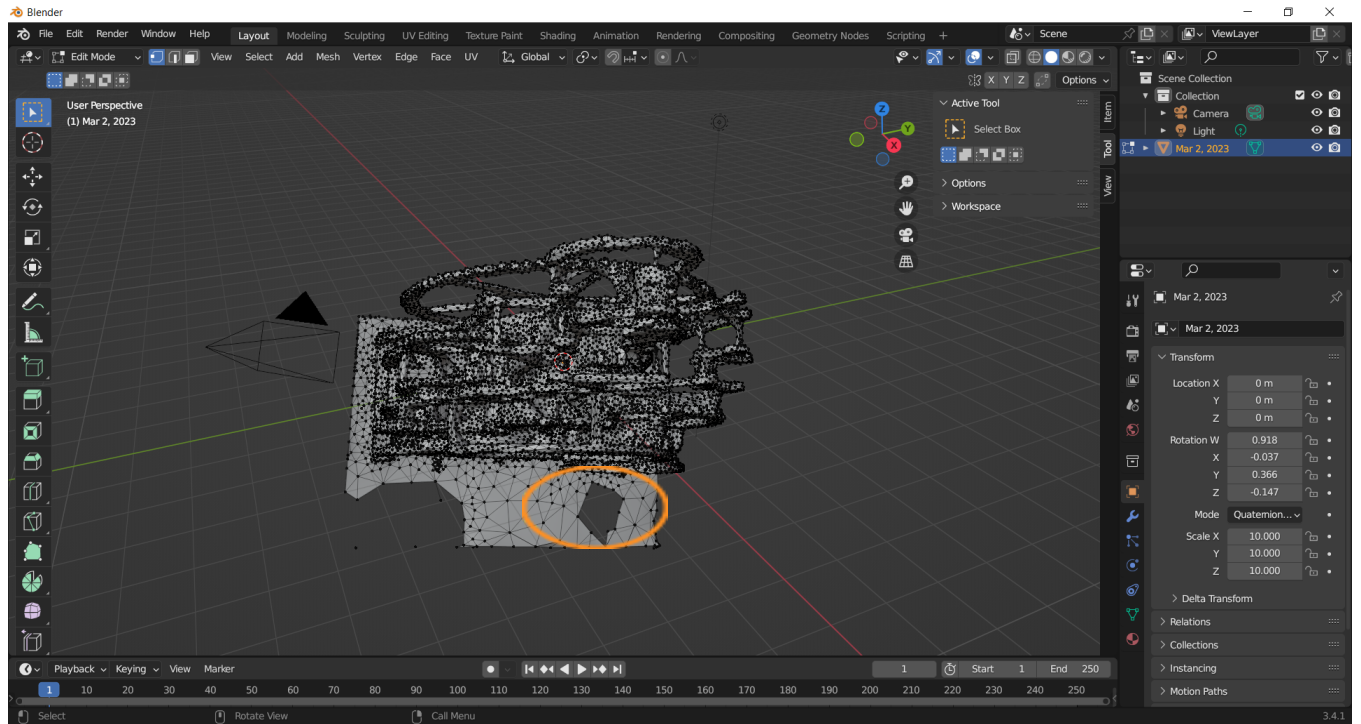 Blender
File Edit Render Window Help Layout Modeling Sculpting UV Editing Texture Paint Shading Animation Rendering Compositing Geometry Nodes Scripting + Scene ViewLayer
Edit Mode View Select Add Mesh Vertex Edge Face UV Global
X Y Z Options
User Perspective
(1) Mar 2, 2023
Z
Y
X
Active Tool
Select Box
Options
Workspace
Item
Tool
View
Scene Collection
Collection
Camera
Light
Mar 2, 2023
Mar 2, 2023
Mar 2, 2023
Transform
Location X 0 m
Y 0 m
Z 0 m
Rotation W 0.918
X -0.037
Y 0.366
Z -0.147
Mode Quaternion...
Scale X 10.000
Y 10.000
Z 10.000
Delta Transform
Relations
Collections
Instancing
Motion Paths
Playback Keying View Marker 1 Start 1 End 250
1 10 20 30 40 50 60 70 80 90 100 110 120 130 140 150 160 170 180 190 200 210 220 230 240 250
Select Rotate View Call Menu 3.4.1